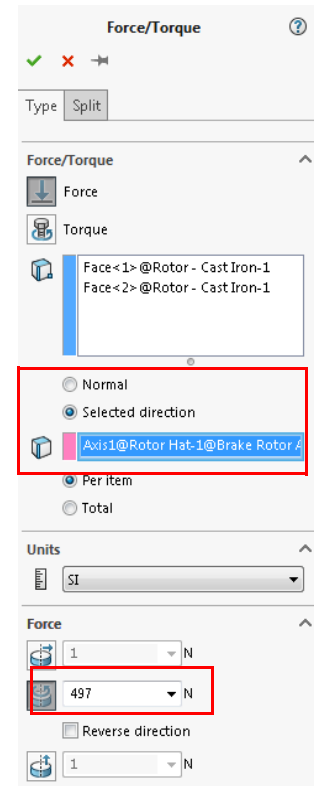 Force/Torque
Type Split
Force/Torque
Force
Torque
Face<1>@Rotor - Cast Iron-1
Face<2>@Rotor - Cast Iron-1
Normal
Selected direction
Axis1@Rotor Hat-1@Brake Rotor A
Per item
Total
Units
SI
Force
1 N
497 N
Reverse direction
1 N